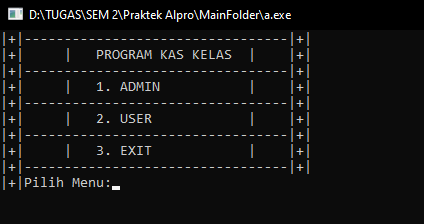 D:\TUGAS\SEM 2\Praktek Alpro\MainFolder\a.exe
|+|--------------------------------|+|
|+|     |   PROGRAM KAS KELAS  |    |+|
|+|--------------------------------|+|
|+|     |   1. ADMIN           |    |+|
|+|--------------------------------|+|
|+|     |   2. USER            |    |+|
|+|--------------------------------|+|
|+|     |   3. EXIT            |    |+|
|+|--------------------------------|+|
|+|Pilih Menu: